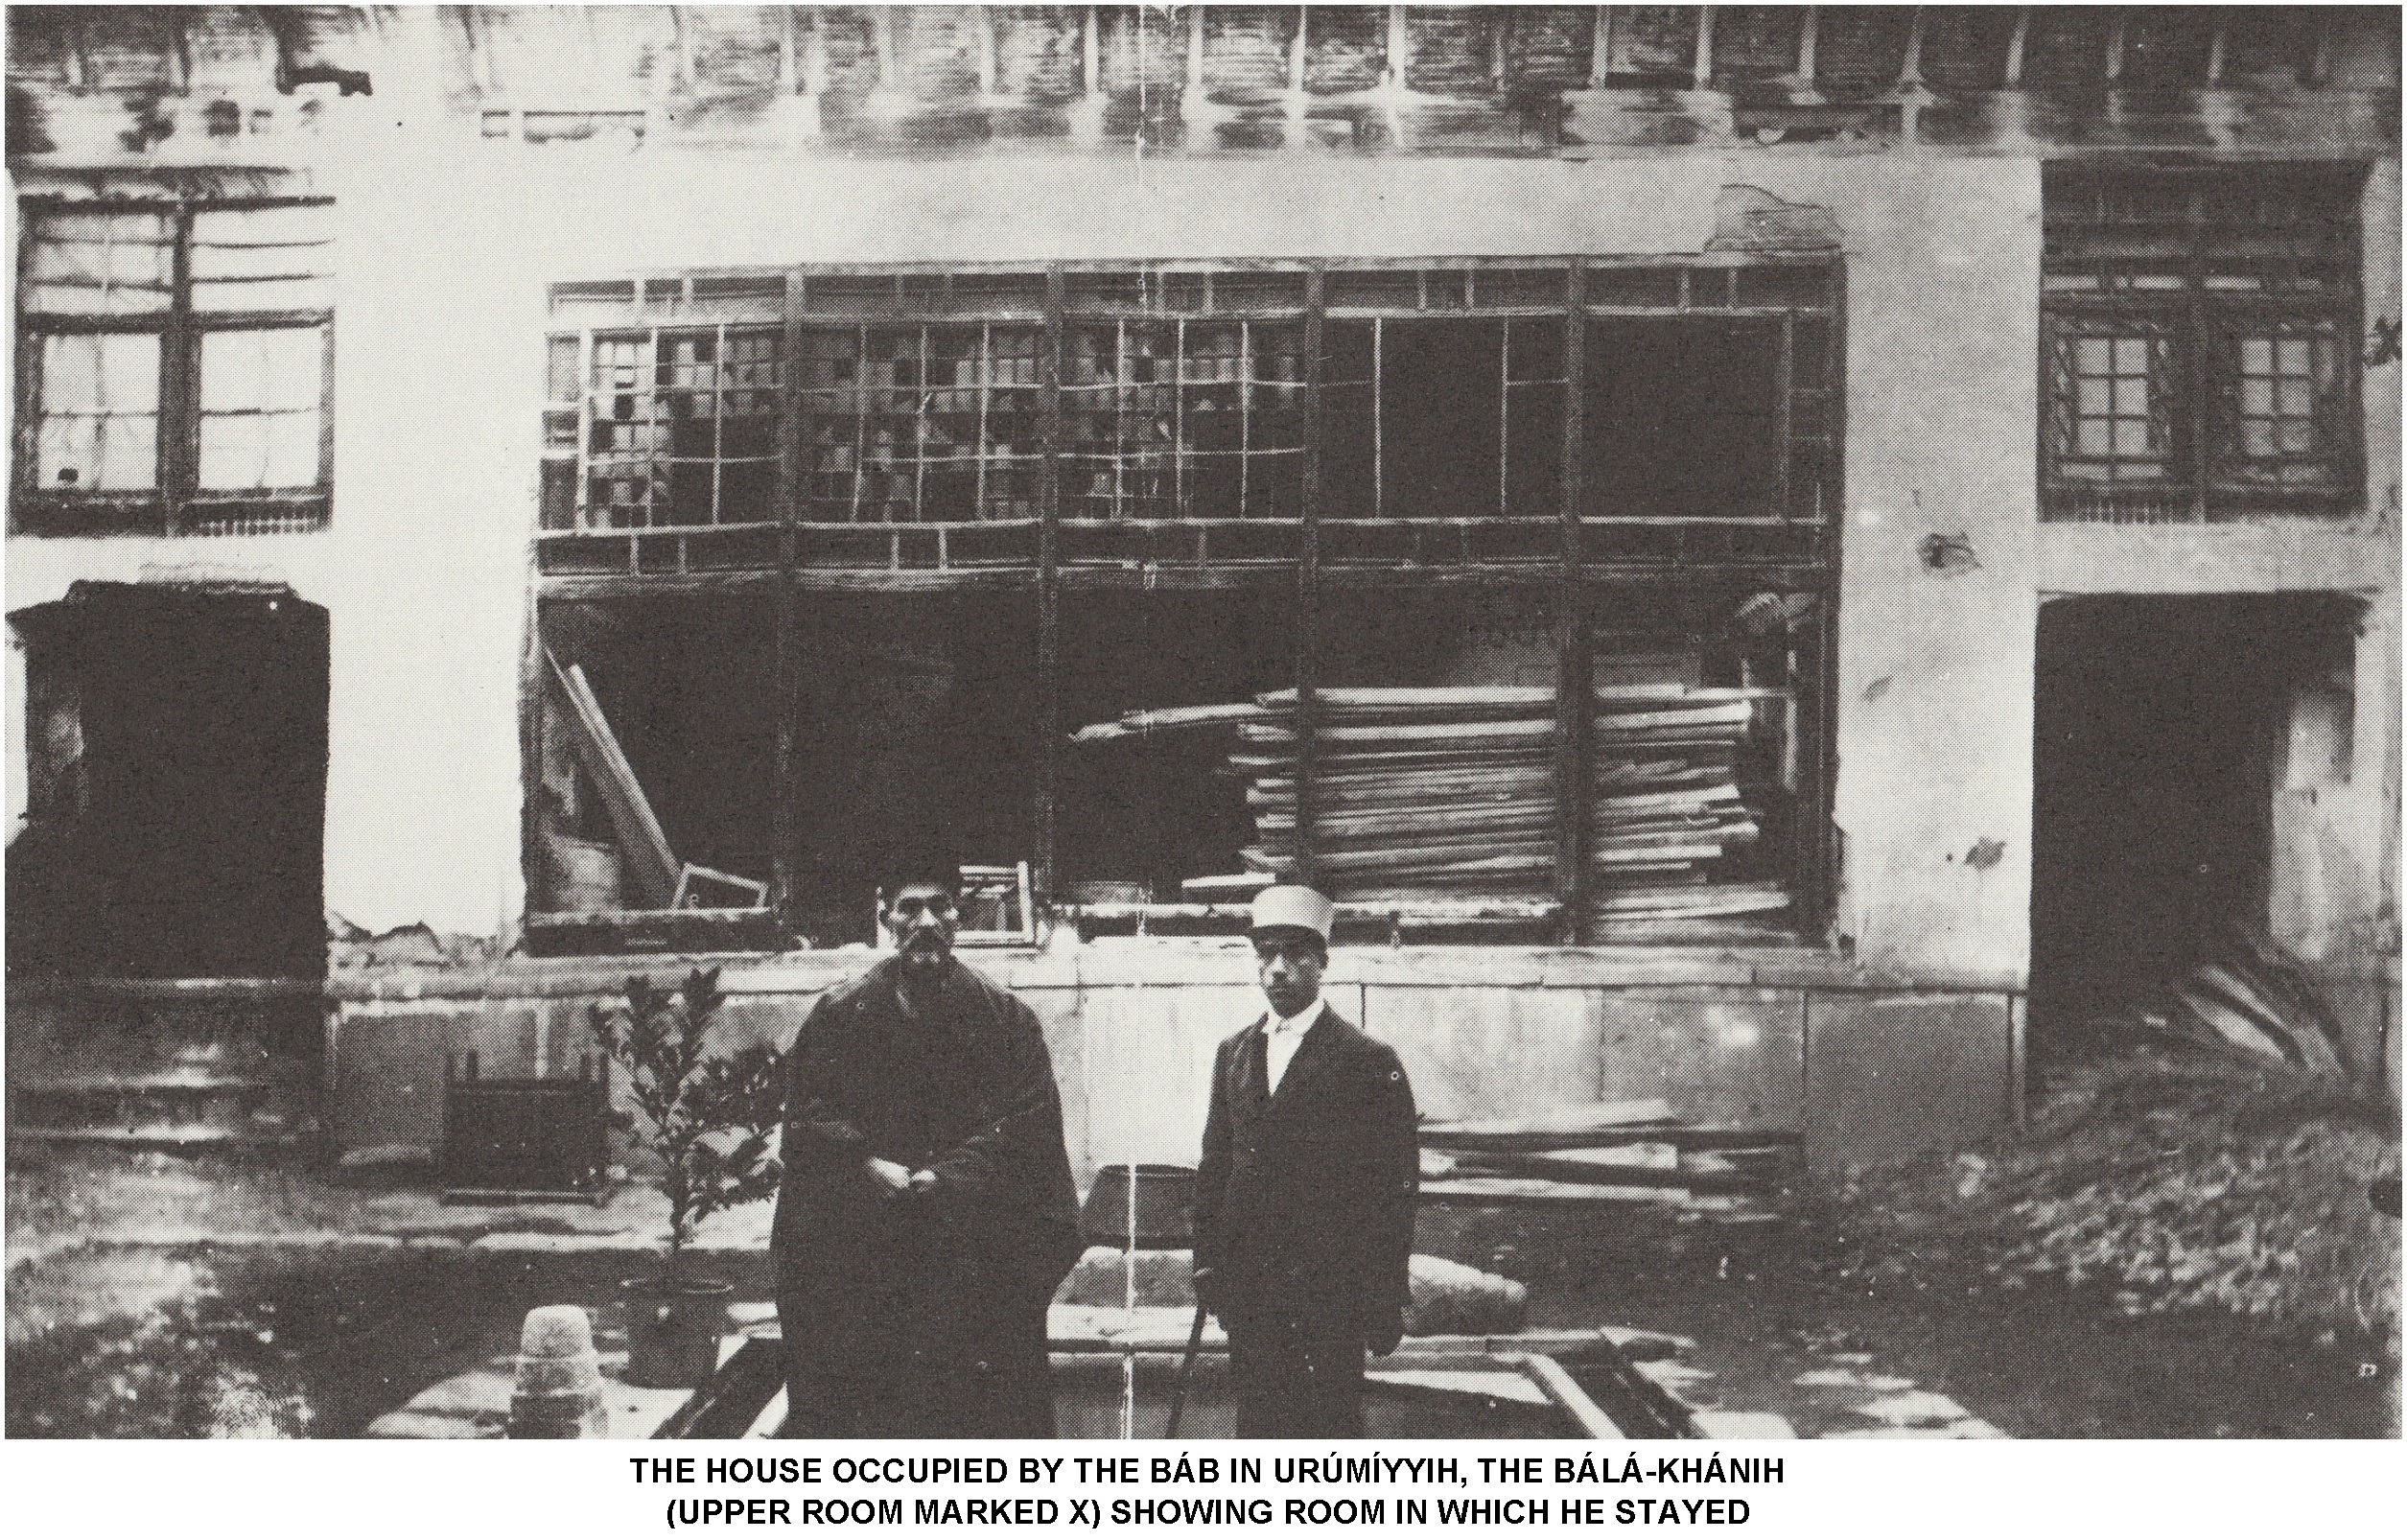 X
THE HOUSE OCCUPIED BY THE BÁB IN URÚMÍYYIH, THE BÁLÁ-KHÁNIH
(UPPER ROOM MARKED X) SHOWING ROOM IN WHICH HE STAYED